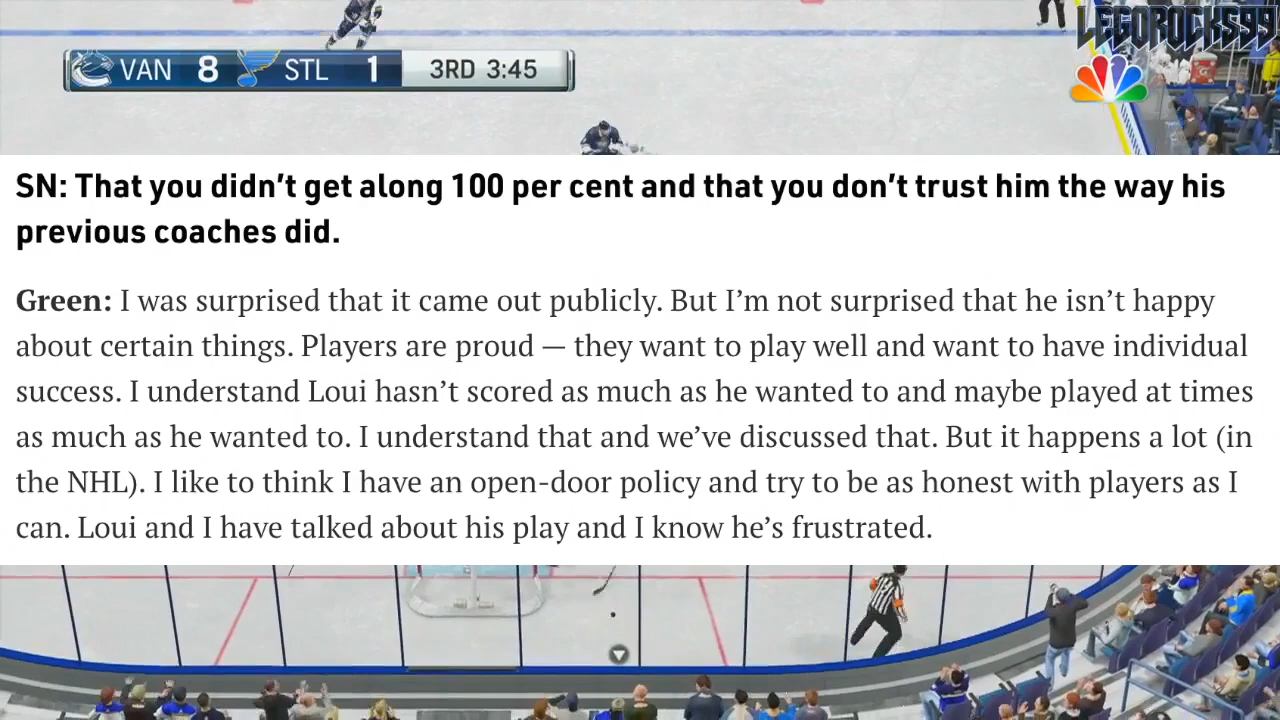 LEGOROCKS99
VAN 8 STL 1 3RD 3:45
SN: That you didn’t get along 100 per cent and that you don’t trust him the way his
previous coaches did.
Green: I was surprised that it came out publicly. But I’m not surprised that he isn’t happy
about certain things. Players are proud — they want to play well and want to have individual
success. I understand Loui hasn’t scored as much as he wanted to and maybe played at times
as much as he wanted to. I understand that and we’ve discussed that. But it happens a lot (in
the NHL). I like to think I have an open-door policy and try to be as honest with players as I
can. Loui and I have talked about his play and I know he’s frustrated.